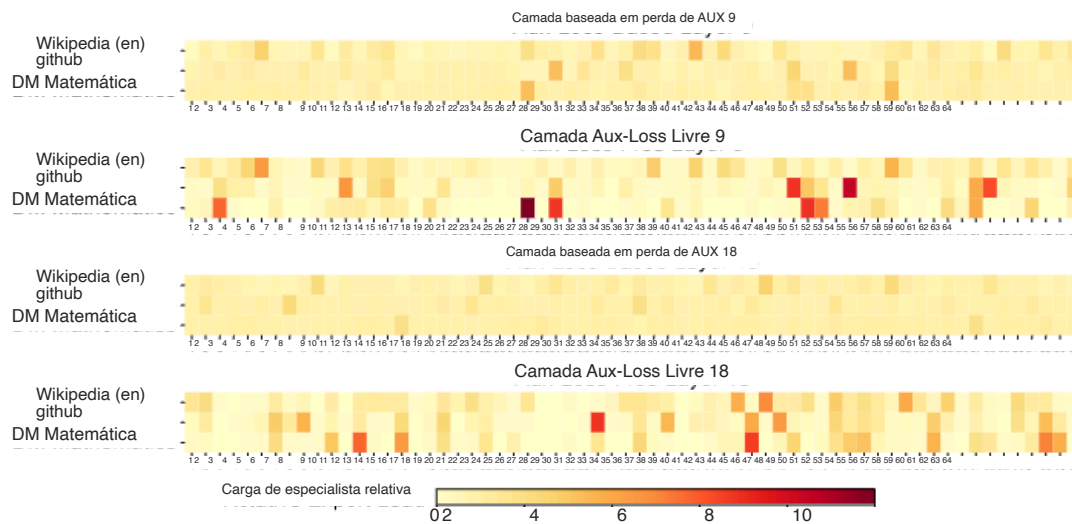 Camada baseada em perda de AUX 9
Wikipedia (en)
github
DM Matemática
1 2 3 4 5 6 7 8 9 10 11 12 13 14 15 16 17 18 19 20 21 22 23 24 25 26 27 28 29 30 31 32 33 34 35 36 37 38 39 40 41 42 43 44 45 46 47 48 49 50 51 52 53 54 55 56 57 58 59 60 61 62 63 64
Camada Aux-Loss Livre 9
Wikipedia (en)
github
DM Matemática
1 2 3 4 5 6 7 8 9 10 11 12 13 14 15 16 17 18 19 20 21 22 23 24 25 26 27 28 29 30 31 32 33 34 35 36 37 38 39 40 41 42 43 44 45 46 47 48 49 50 51 52 53 54 55 56 57 58 59 60 61 62 63 64
Camada baseada em perda de AUX 18
Wikipedia (en)
github
DM Matemática
1 2 3 4 5 6 7 8 9 10 11 12 13 14 15 16 17 18 19 20 21 22 23 24 25 26 27 28 29 30 31 32 33 34 35 36 37 38 39 40 41 42 43 44 45 46 47 48 49 50 51 52 53 54 55 56 57 58 59 60 61 62 63 64
Camada Aux-Loss Livre 18
Wikipedia (en)
github
DM Matemática
1 2 3 4 5 6 7 8 9 10 11 12 13 14 15 16 17 18 19 20 21 22 23 24 25 26 27 28 29 30 31 32 33 34 35 36 37 38 39 40 41 42 43 44 45 46 47 48 49 50 51 52 53 54 55 56 57 58 59 60 61 62 63 64
Carga de especialista relativa
0 2 4 6 8 10